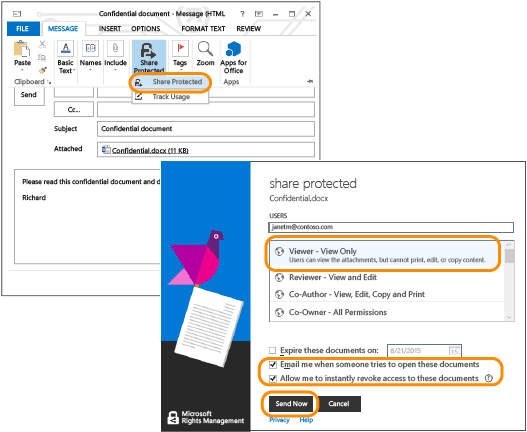 Confidential document - Message (HTML
FILE MESSAGE INSERT OPTIONS FORMAT TEXT REVIEW
Paste
Basic Text
Names
Include
Share Protected
Tags
Zoom
Apps for Office
Clipboard
Apps
Share Protected
Track Usage
Send
Cc...
Subject Confidential document
Attached Confidential.docx (11 KB)
Please read this confidential document and d
Richard
share protected
Confidential.docx
USERS
janetm@contoso.com
Viewer - View Only
Users can view the attachments, but cannot print, edit, or copy content.
Reviewer - View and Edit
Co-Author - View, Edit, Copy and Print
Co-Owner - All Permissions
Expire these documents on: 8/21/2015 15
Email me when someone tries to open these documents
Allow me to instantly revoke access to these documents ?
Send Now Cancel
Privacy Help
Microsoft
Rights Management